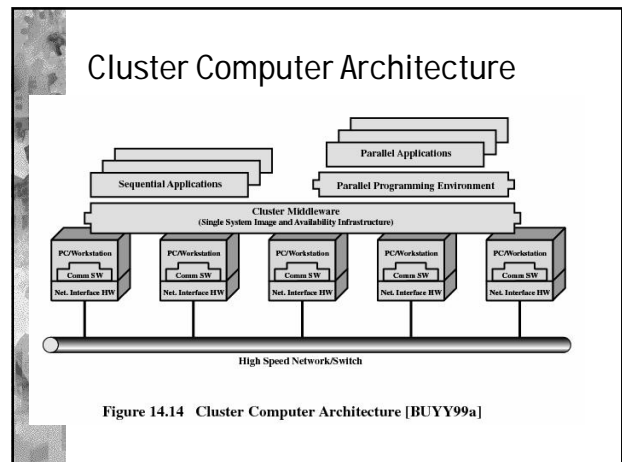 Cluster Computer Architecture
Parallel Applications
Sequential Applications
Parallel Programming Environment
Cluster Middleware
(Single System Image and Availability Infrastructure)
PC/Workstation
Comm SW
Net. Interface HW
PC/Workstation
Comm SW
Net. Interface HW
PC/Workstation
Comm SW
Net. Interface HW
PC/Workstation
Comm SW
Net. Interface HW
PC/Workstation
Comm SW
Net. Interface HW
High Speed Network/Switch
Figure 14.14 Cluster Computer Architecture [BUYY99a]